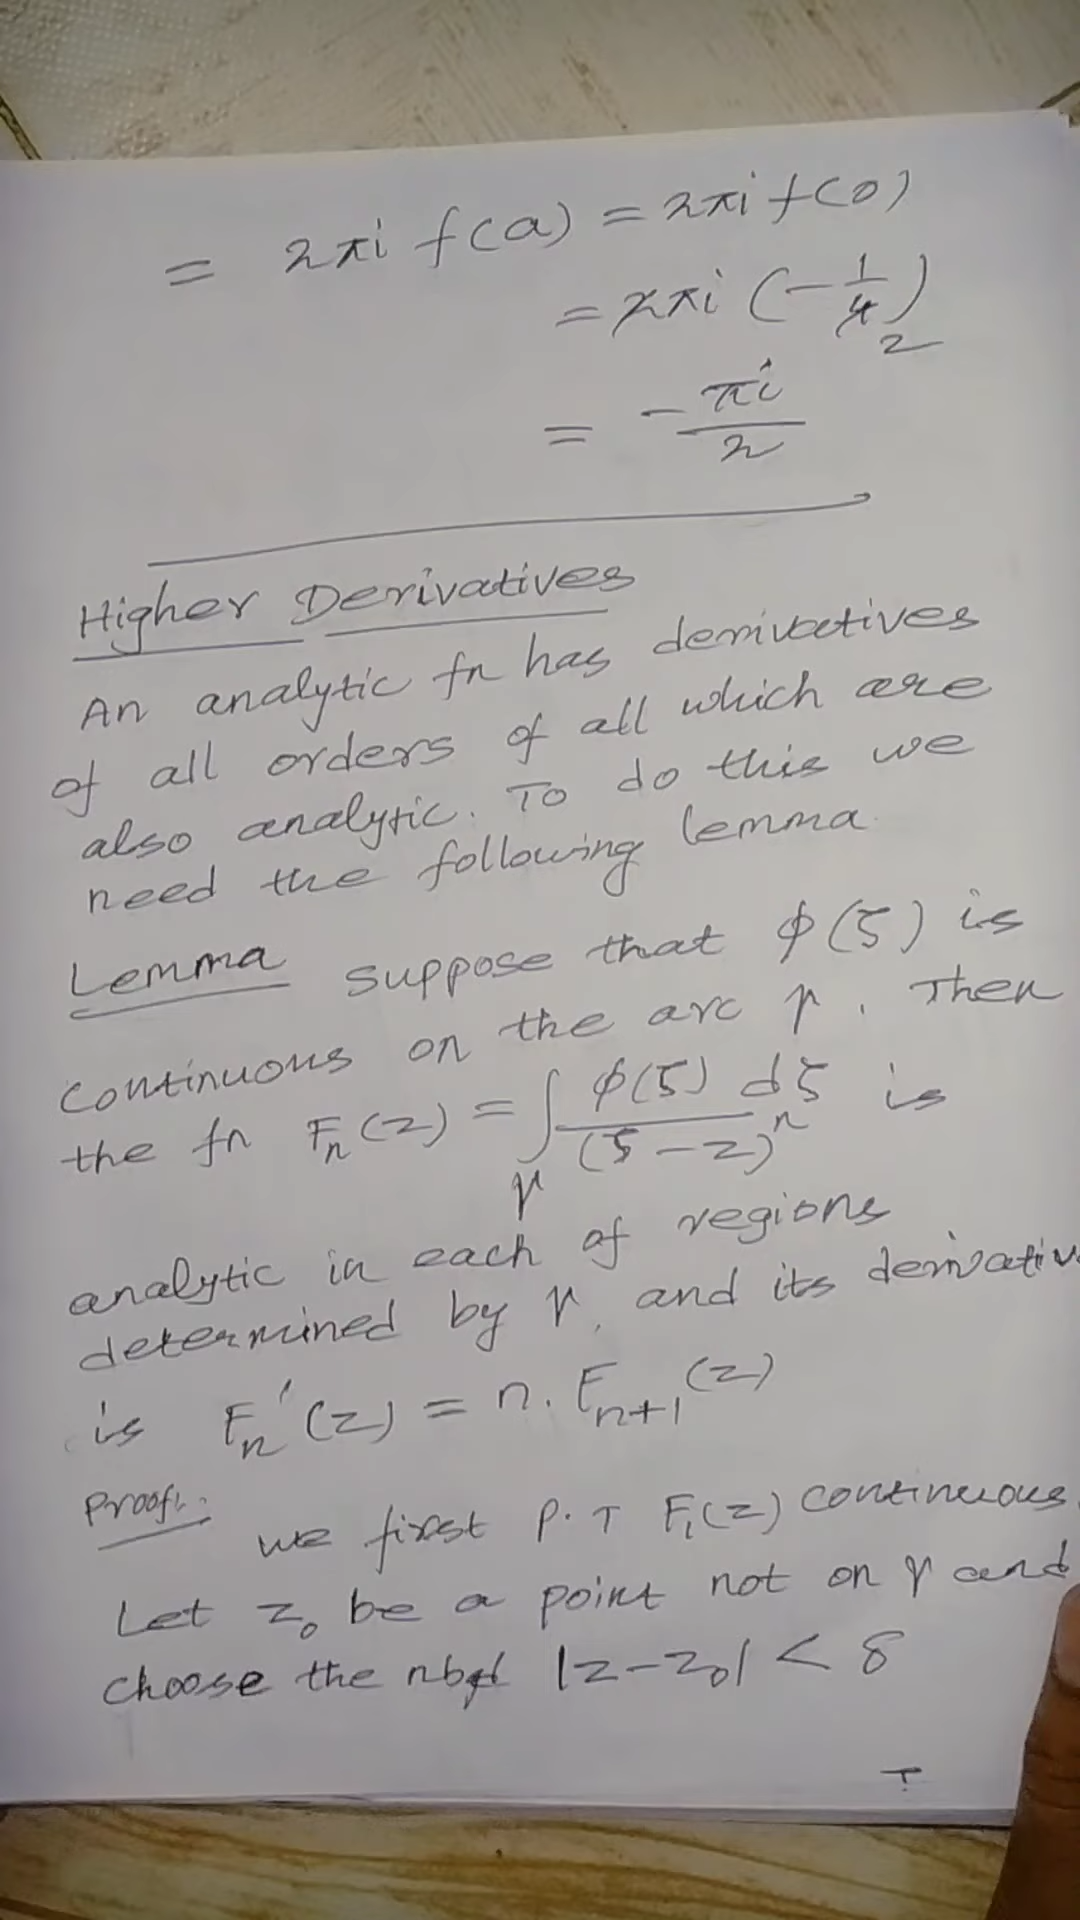 = 2πi f(a) = 2πi f(0)
= 2πi (-1/4) 2
= -πi/2
Higher Derivatives
An analytic fn has derivatives
of all orders of all which are
also analytic. To do this we
need the following lemma.
Lemma Suppose that φ(ζ) is
continuous on the arc γ. Then
the fn Fn(z) = ∫γ φ(ζ) dζ / (ζ-z)^n is
analytic in each of regions
determined by γ, and its derivativ
is Fn'(z) = n. Fn+1(z)
Proof:
we first P.T F1(z) continuous.
Let z0 be a point not on γ and
choose the nbd |z-z0| < δ